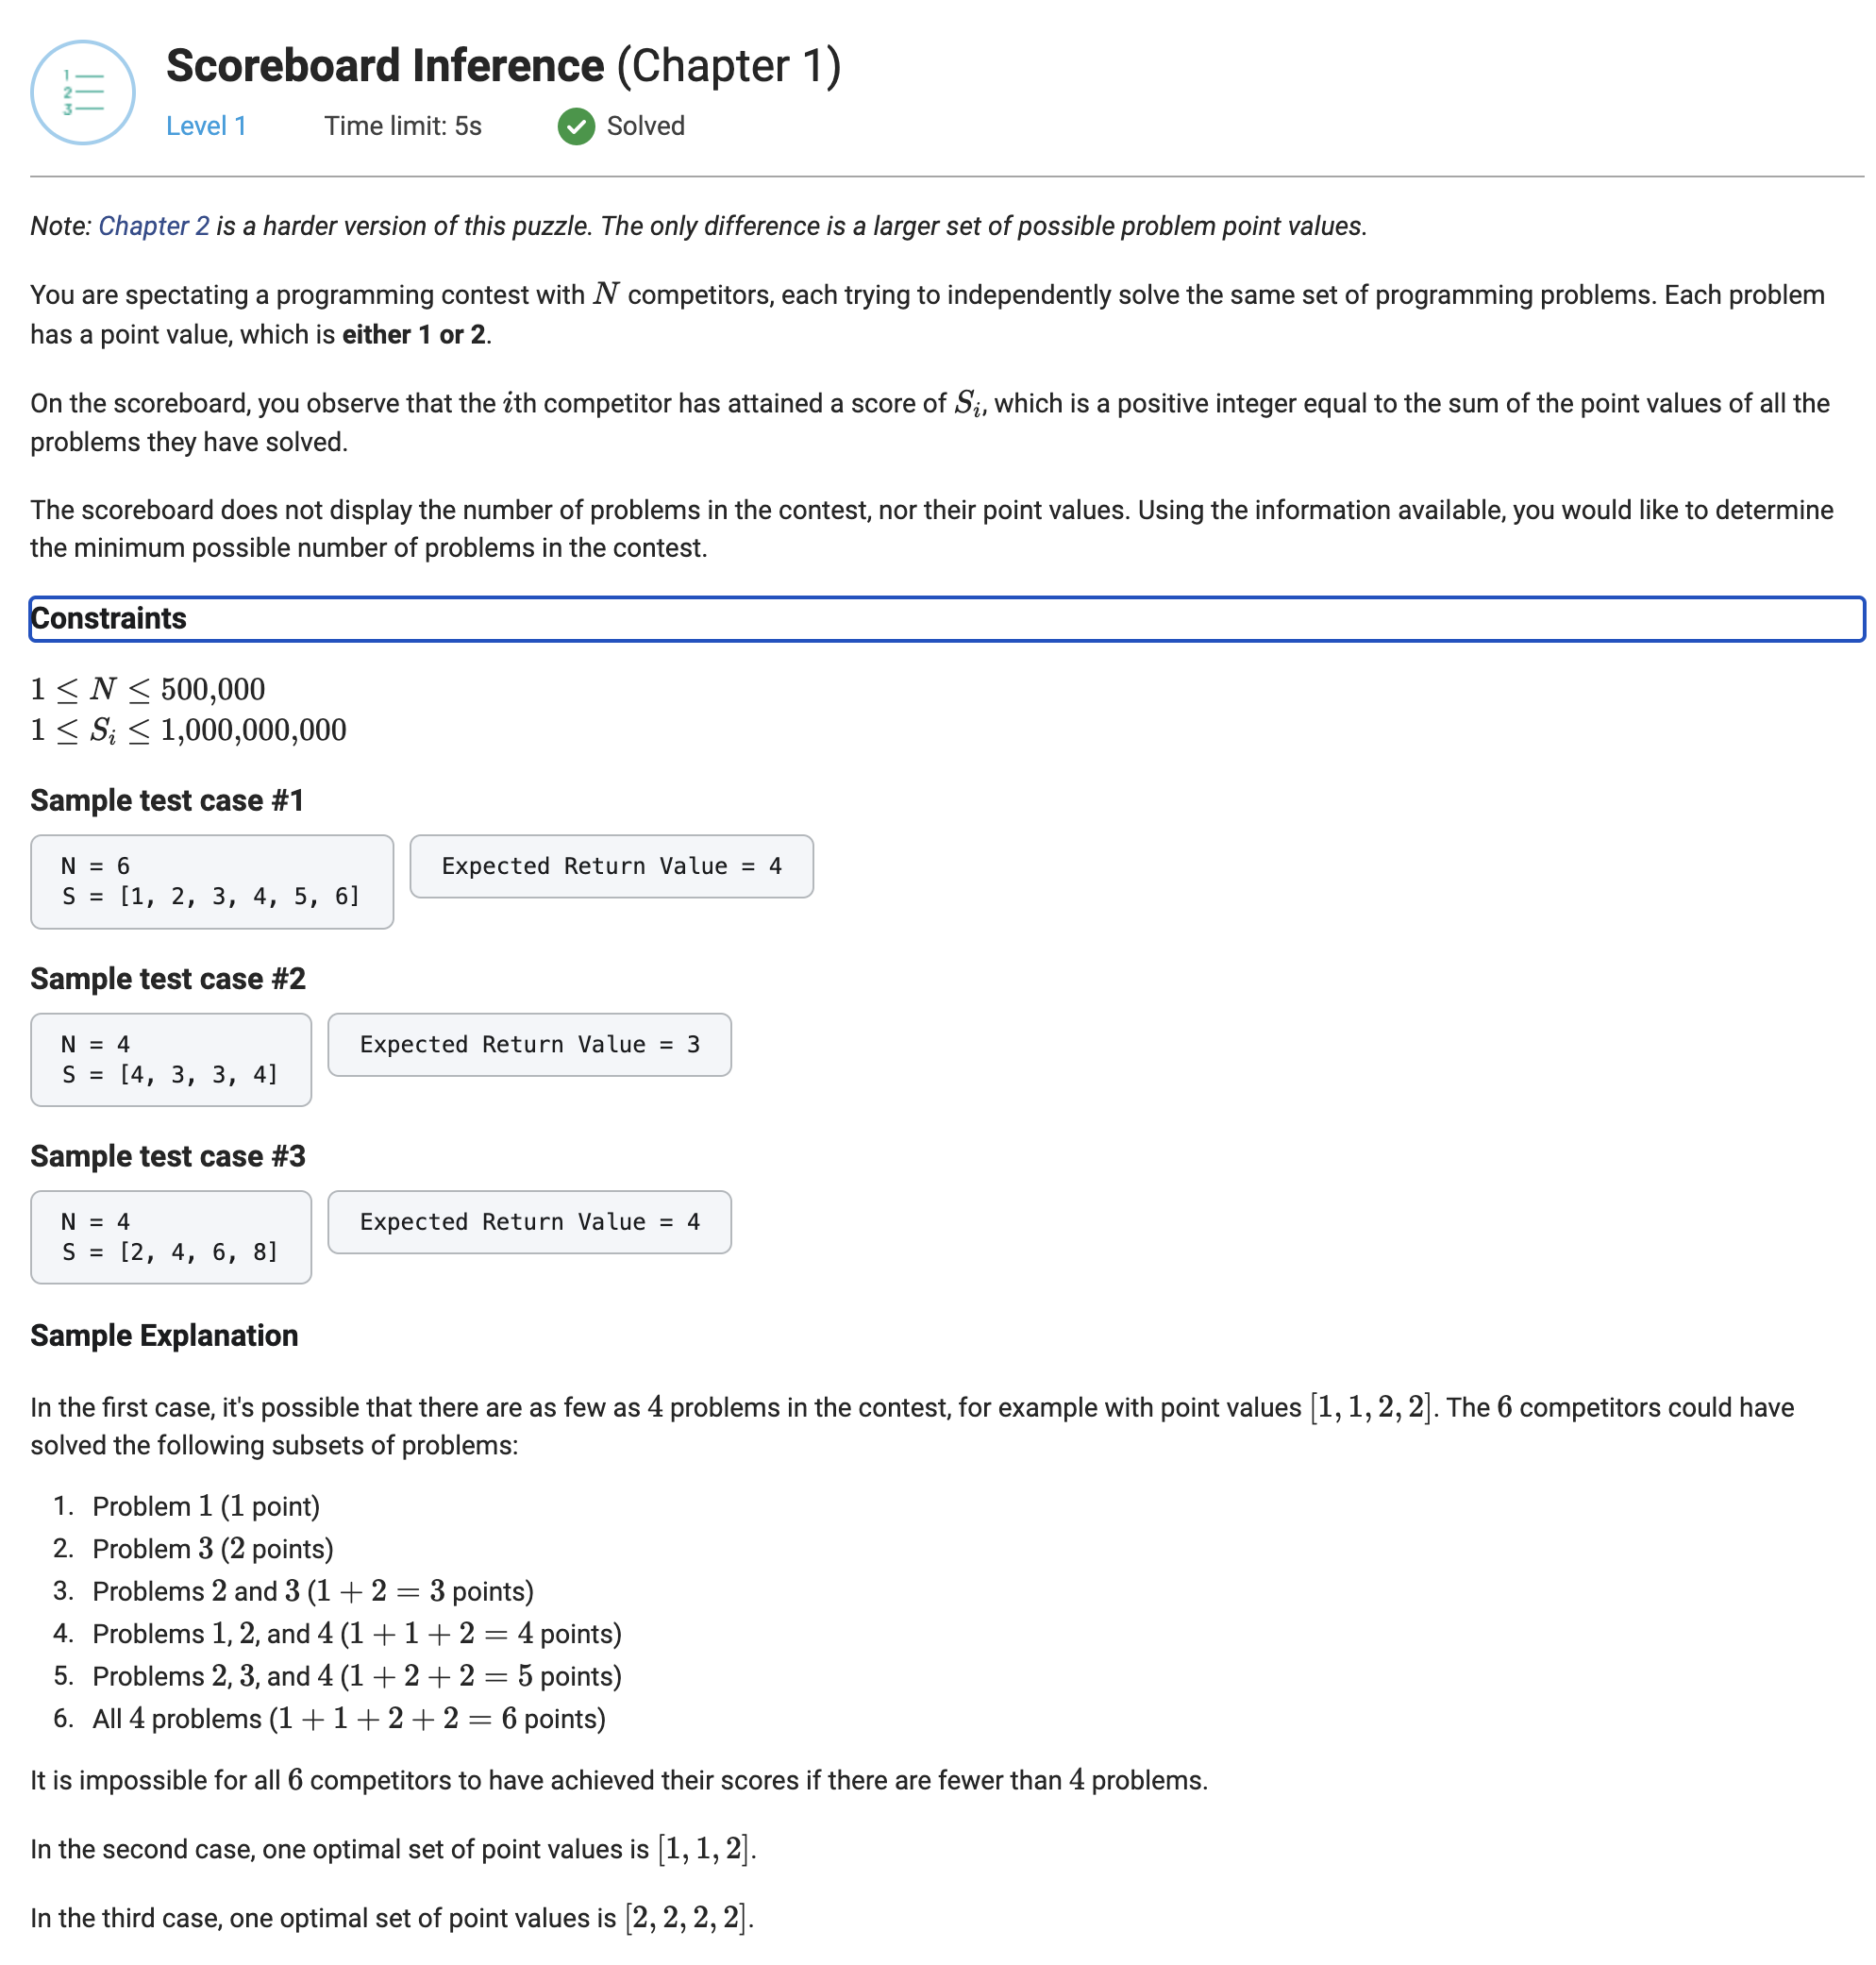 1
2
3
Scoreboard Inference (Chapter 1)
Level 1 Time limit: 5s Solved
Note: Chapter 2 is a harder version of this puzzle. The only difference is a larger set of possible problem point values.
You are spectating a programming contest with N competitors, each trying to independently solve the same set of programming problems. Each problem
has a point value, which is either 1 or 2.
On the scoreboard, you observe that the ith competitor has attained a score of Sᵢ, which is a positive integer equal to the sum of the point values of all the
problems they have solved.
The scoreboard does not display the number of problems in the contest, nor their point values. Using the information available, you would like to determine
the minimum possible number of problems in the contest.
Constraints
1 ≤ N ≤ 500,000
1 ≤ Sᵢ ≤ 1,000,000,000
Sample test case #1
N = 6
S = [1, 2, 3, 4, 5, 6]
Expected Return Value = 4
Sample test case #2
N = 4
S = [4, 3, 3, 4]
Expected Return Value = 3
Sample test case #3
N = 4
S = [2, 4, 6, 8]
Expected Return Value = 4
Sample Explanation
In the first case, it's possible that there are as few as 4 problems in the contest, for example with point values [1, 1, 2, 2]. The 6 competitors could have
solved the following subsets of problems:
1. Problem 1 (1 point)
2. Problem 3 (2 points)
3. Problems 2 and 3 (1 + 2 = 3 points)
4. Problems 1, 2, and 4 (1 + 1 + 2 = 4 points)
5. Problems 2, 3, and 4 (1 + 2 + 2 = 5 points)
6. All 4 problems (1 + 1 + 2 + 2 = 6 points)
It is impossible for all 6 competitors to have achieved their scores if there are fewer than 4 problems.
In the second case, one optimal set of point values is [1, 1, 2].
In the third case, one optimal set of point values is [2, 2, 2, 2].